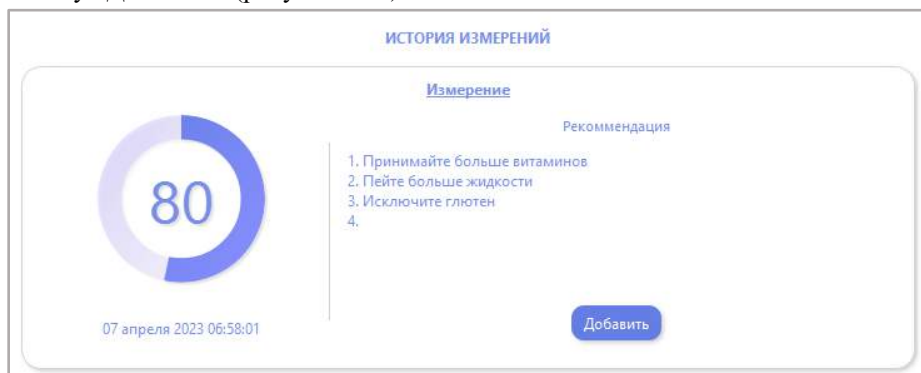 ИСТОРИЯ ИЗМЕРЕНИЙ
Измерение
Рекоммендация
1. Принимайте больше витаминов
2. Пейте больше жидкости
3. Исключите глютен
4.
80
07 апреля 2023 06:58:01
Добавить